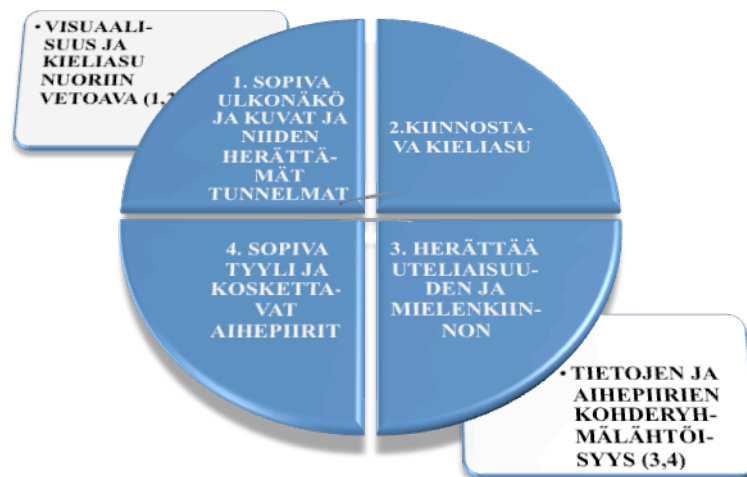 • VISUAALI-
SUUS JA
KIELIASU
NUORIIN
VETOAVA (1,
1. SOPIVA
ULKONÄKÖ
JA KUVAT JA
NIIDEN
HERÄTTÄ-
MÄT
TUNNELMAT
2.KIINNOSTA-
VA KIELIASU
4. SOPIVA
TYYLI JA
KOSKETTA-
VAT
AIHEPIIRIT
3. HERÄTTÄÄ
UTELIAISUU-
DEN JA
MIELENKIIN-
NON
• TIETOJEN JA
AIHEPIIRIEN
KOHDERYH-
MÄLÄHTÖI-
SYYS (3,4)